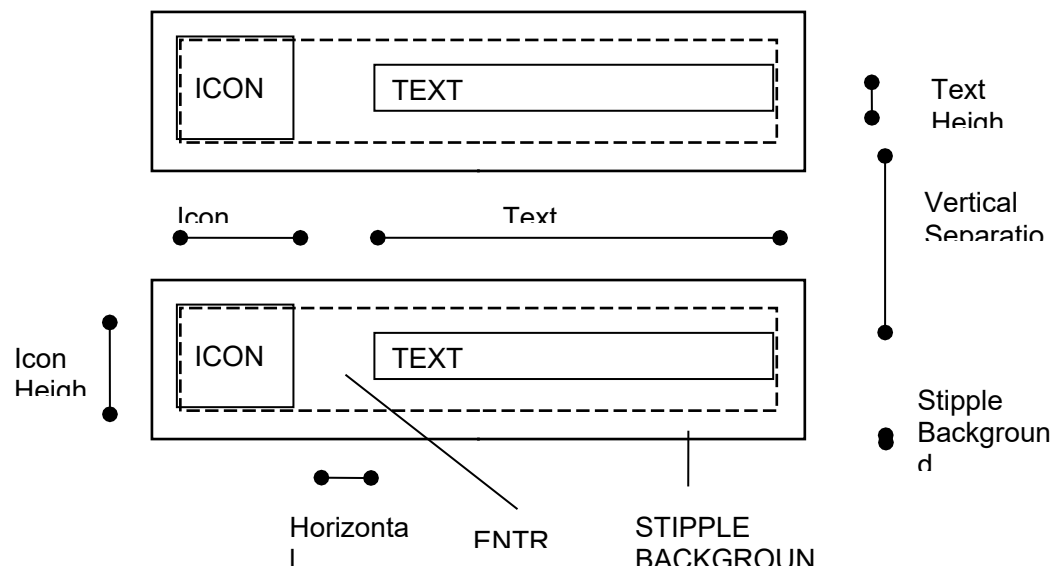 ICON
TEXT
Text
Heigh
Vertical
Separatio
Icon
Text
ICON
TEXT
Icon
Heigh
Stipple
Backgroun
d
Horizonta
l
ENTR
STIPPLE
BACKGROUN